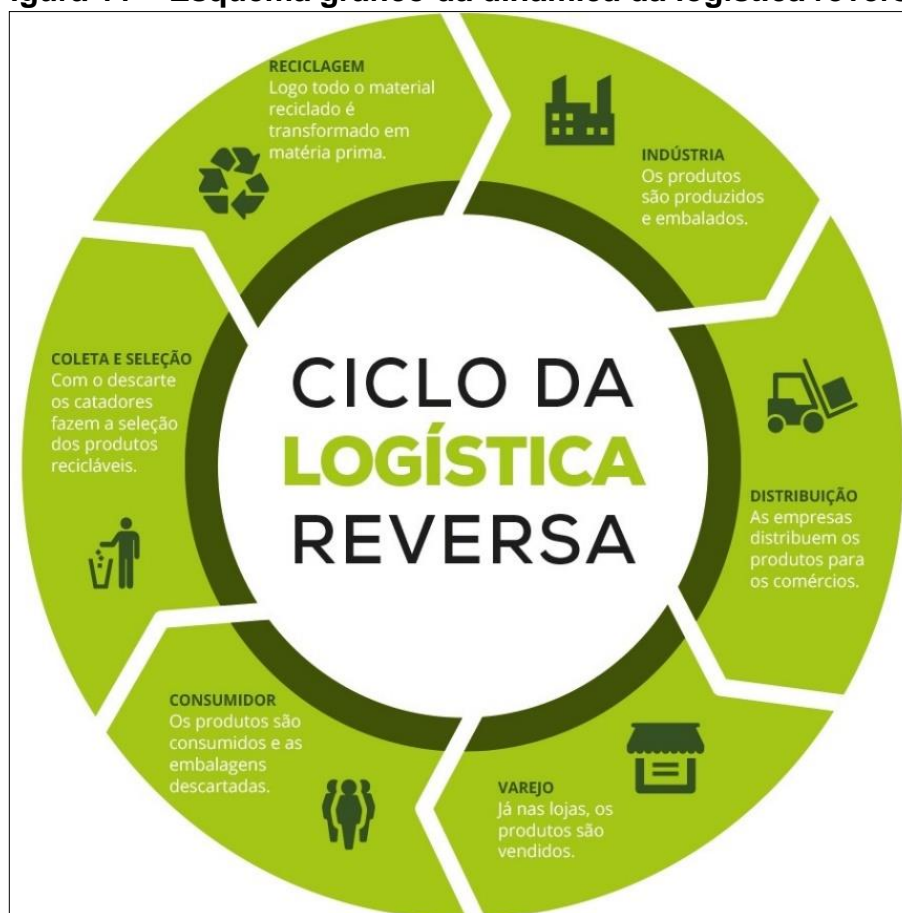 Esquema gráfico da dinâmica da logística
CICLO DA
LOGÍSTICA
REVERSA
INDÚSTRIA
Os produtos
são produzidos
e embalados.
DISTRIBUIÇÃO
As empresas
distribuem os
produtos para
os comércios.
VAREJO
Já nas lojas, os
produtos são
vendidos.
CONSUMIDOR
Os produtos são
consumidos e as
embalagens
descartadas.
COLETA E SELEÇÃO
Com o descarte
os catadores
fazem a seleção
dos produtos
recicláveis.
RECICLAGEM
Logo todo o material
reciclado é
transformado em
matéria prima.